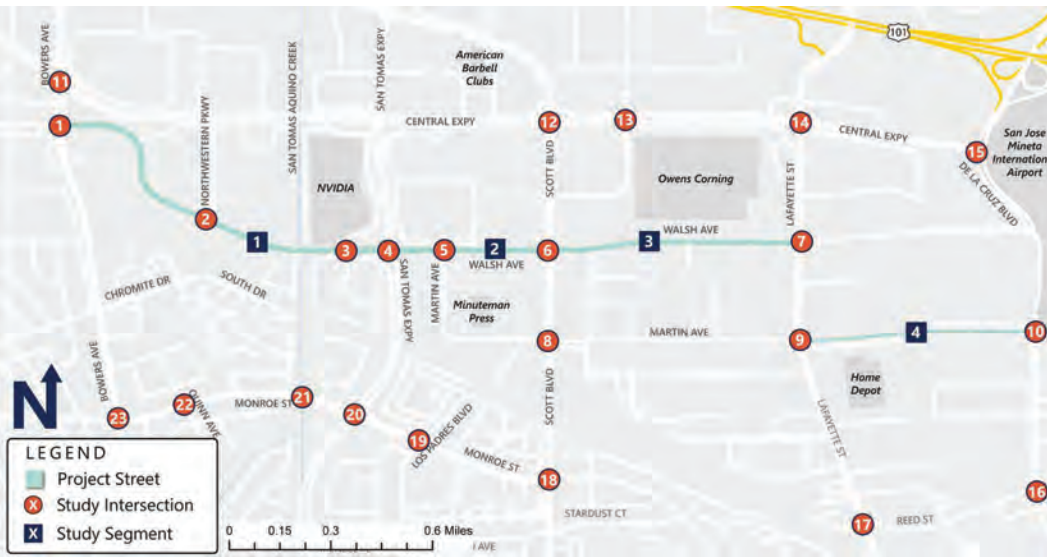 BOWERS AVE
11
1
NORTHWESTERN PKWY
2
SAN TOMAS AQUINO CREEK
SAN TOMAS EXPY
American
Barbell
Clubs
CENTRAL EXPY
12
13
14
101
CENTRAL EXPY
15
San Jose
Mineta
Internationa
Airport
DE LA CRUZ BLVD
NVIDIA
SCOTT BLVD
Owens Corning
LAFAYETTE ST
1
3
4
5
2
6
3
WALSH AVE
7
WALSH AVE
CHROMITE DR
SOUTH DR
SAN TOMAS EXPY
MARTIN AVE
Minuteman
Press
8
MARTIN AVE
9
4
10
Home
Depot
N
BOWERS AVE
23
22
QUINN AVE
MONROE ST
21
20
19
LOS PADRES BLVD
MONROE ST
SCOTT BLVD
18
LAFAYETTE ST
16
17
REED ST
STARDUST CT
LEGEND
Project Street
X Study Intersection
X Study Segment
0 0.15 0.3 0.6 Miles
AVE